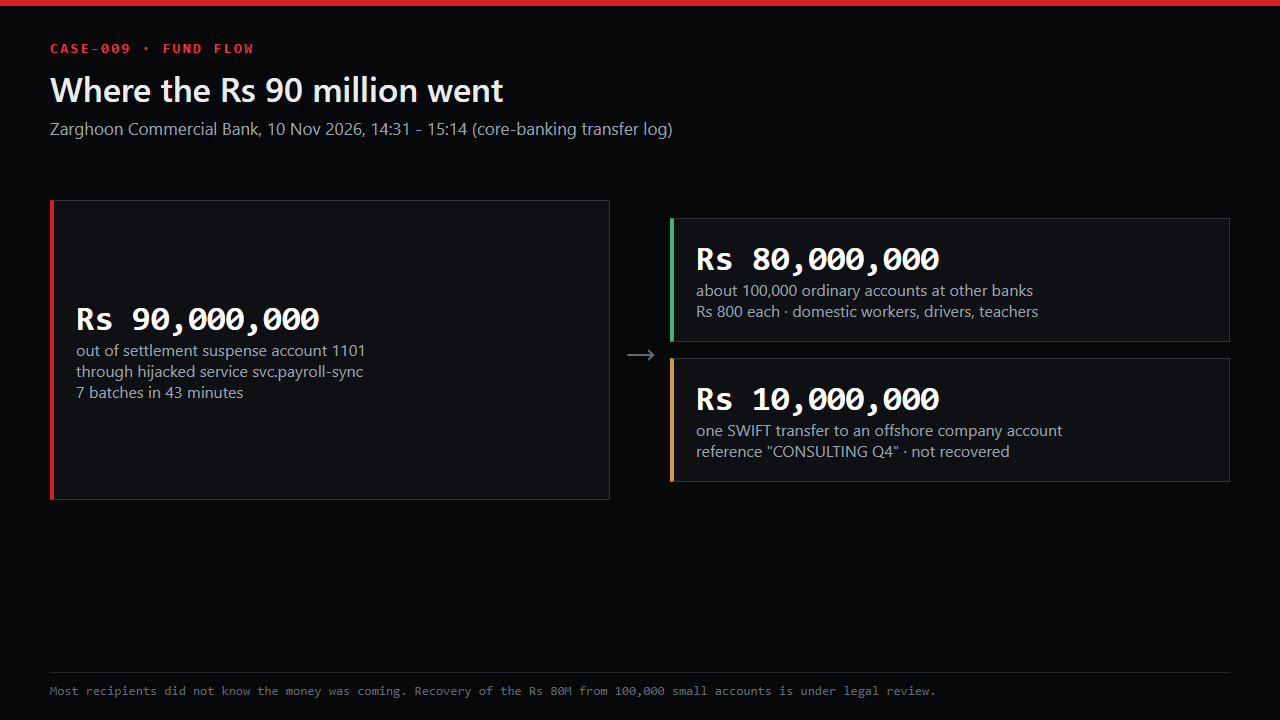 CASE-009 · FUND FLOW
Where the Rs 90 million went
Zarghoon Commercial Bank, 10 Nov 2026, 14:31 - 15:14 (core-banking transfer log)
Rs 90,000,000
out of settlement suspense account 1101
through hijacked service svc.payroll-sync
7 batches in 43 minutes
→
Rs 80,000,000
about 100,000 ordinary accounts at other banks
Rs 800 each · domestic workers, drivers, teachers
Rs 10,000,000
one SWIFT transfer to an offshore company account
reference "CONSULTING Q4" · not recovered
Most recipients did not know the money was coming. Recovery of the Rs 80M from 100,000 small accounts is under legal review.